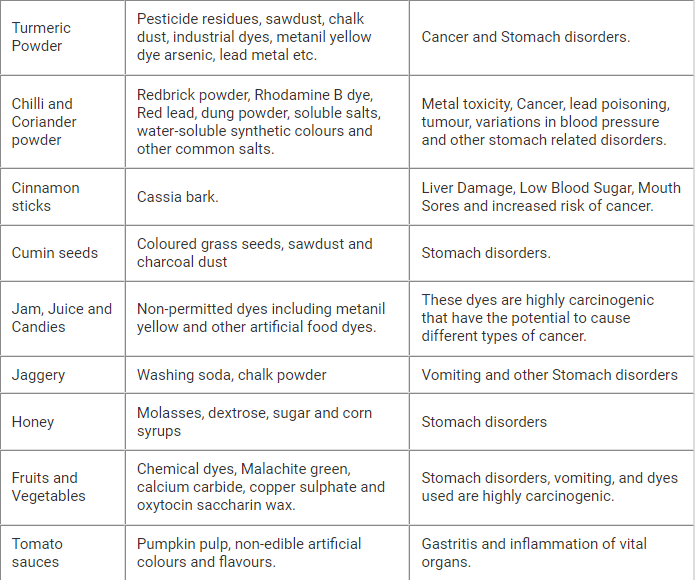 Turmeric
Powder
Pesticide residues, sawdust, chalk
dust, industrial dyes, metanil yellow
dye arsenic, lead metal etc.
Cancer and Stomach disorders.
Chilli and
Coriander
powder
Redbrick powder, Rhodamine B dye,
Red lead, dung powder, soluble salts,
water-soluble synthetic colours and
other common salts.
Metal toxicity, Cancer, lead poisoning,
tumour, variations in blood pressure
and other stomach related disorders.
Cinnamon
sticks
Cassia bark.
Liver Damage, Low Blood Sugar, Mouth
Sores and increased risk of cancer.
Cumin seeds
Coloured grass seeds, sawdust and
charcoal dust
Stomach disorders.
Jam, Juice and
Candies
Non-permitted dyes including metanil
yellow and other artificial food dyes.
These dyes are highly carcinogenic
that have the potential to cause
different types of cancer.
Jaggery
Washing soda, chalk powder
Vomiting and other Stomach disorders
Honey
Molasses, dextrose, sugar and corn
syrups
Stomach disorders
Fruits and
Vegetables
Chemical dyes, Malachite green,
calcium carbide, copper sulphate and
oxytocin saccharin wax.
Stomach disorders, vomiting, and dyes
used are highly carcinogenic.
Tomato
sauces
Pumpkin pulp, non-edible artificial
colours and flavours.
Gastritis and inflammation of vital
organs.